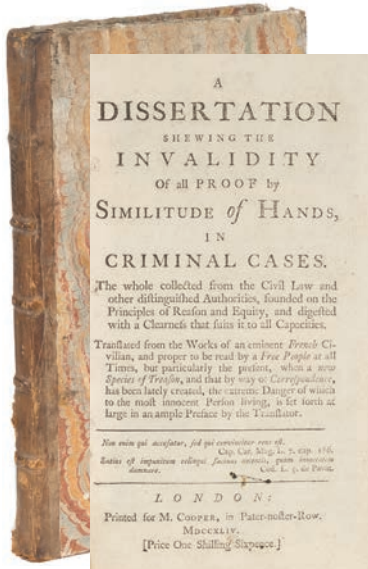 A
DISSERTATION
SHEWING THE
INVALIDITY
Of all PROOF by
SIMILITUDE of HANDS,
IN
CRIMINAL CASES.
The whole collected from the Civil Law and
other distinguished Authorities, founded on the
Principles of Reason and Equity, and digested
with a Clearness that suits it to all Capacities.
Translated from the Works of an eminent French Ci-
vilian, and proper to be read by a Free People at all
Times, but particularly the present, when a new
Species of Treason, and that by way of Correspondence,
has been lately created, the extreme Danger of which
to the most innocent Person living, is set forth at
large in an ample Preface by the Translator.
Non enim qui accusatur, sed qui convincitur reus est.
Cap. Car. Mag. L. 7. cap. 186.
Satius est impunitum relinqui facinus nocentis, quam innocentem
damnare.
Cod. L. 5. de Pœnis.
LONDON:
Printed for M. COOPER, in Pater-noster-Row.
MDCCXLIV.
[Price One Shilling Sixpence.]